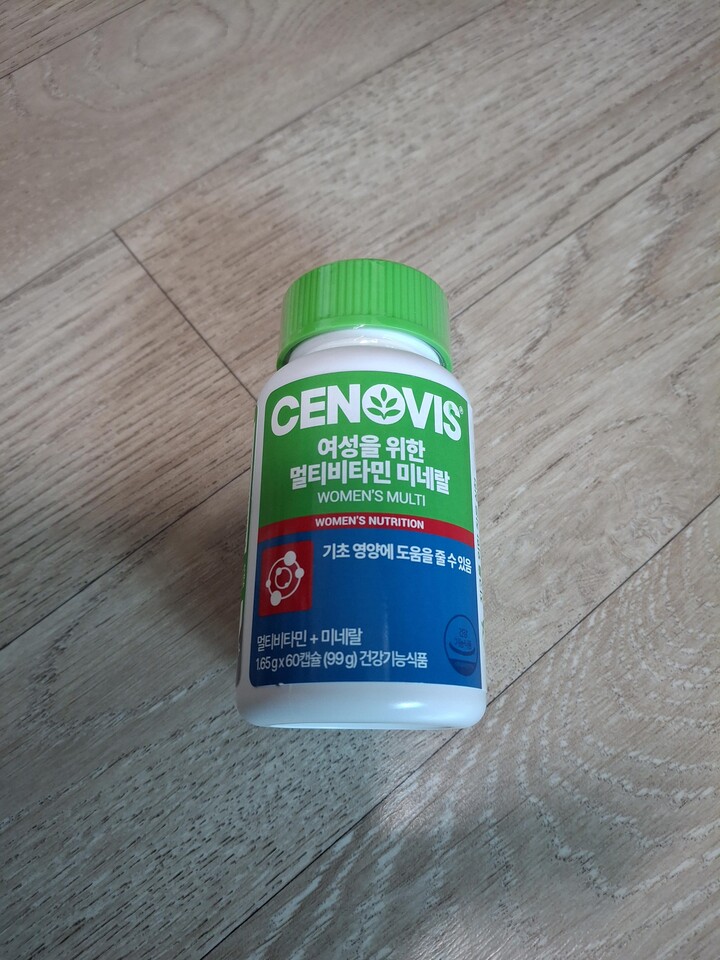 CENOVIS®
여성을 위한
멀티비타민 미네랄
WOMEN'S MULTI
WOMEN'S NUTRITION
기초 영양에 도움을 줄 수 있음
멀티비타민 + 미네랄
1.65 g x 60캡슐 (99 g) 건강기능식품